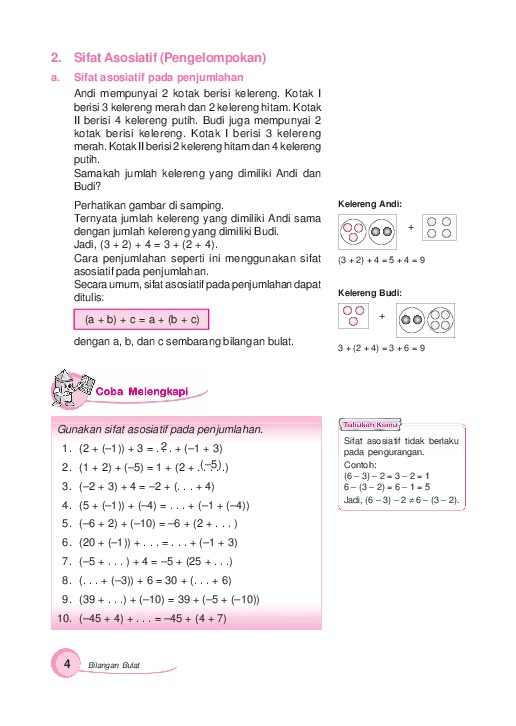 2. Sifat Asosiatif (Pengelompokan)
a. Sifat asosiatif pada penjumlahan
Andi mempunyai 2 kotak berisi kelereng. Kotak I
berisi 3 kelereng merah dan 2 kelereng hitam. Kotak
II berisi 4 kelereng putih. Budi juga mempunyai 2
kotak berisi kelereng. Kotak I berisi 3 kelereng
merah. Kotak II berisi 2 kelereng hitam dan 4 kelereng
putih.
Samakah jumlah kelereng yang dimiliki Andi dan
Budi?
Perhatikan gambar di samping.
Ternyata jumlah kelereng yang dimiliki Andi sama
dengan jumlah kelereng yang dimiliki Budi.
Jadi, (3 + 2) + 4 = 3 + (2 + 4).
Cara penjumlahan seperti ini menggunakan sifat
asosiatif pada penjumlahan.
Secara umum, sifat asosiatif pada penjumlahan dapat
ditulis:
(a + b) + c = a + (b + c)
dengan a, b, dan c sembarang bilangan bulat.
Kelereng Andi:
+
(3 + 2) + 4 = 5 + 4 = 9
Kelereng Budi:
+
3 + (2 + 4) = 3 + 6 = 9
Coba Melengkapi
Gunakan sifat asosiatif pada penjumlahan.
1. (2 + (–1)) + 3 = . 2 . + (–1 + 3)
2. (1 + 2) + (–5) = 1 + (2 + .(–5).)
3. (–2 + 3) + 4 = –2 + (. . . + 4)
4. (5 + (–1)) + (–4) = . . . + (–1 + (–4))
5. (–6 + 2) + (–10) = –6 + (2 + . . . )
6. (20 + (–1)) + . . . = . . . + (–1 + 3)
7. (–5 + . . . ) + 4 = –5 + (25 + . . .)
8. (. . . + (–3)) + 6 = 30 + (. . . + 6)
9. (39 + . . .) + (–10) = 39 + (–5 + (–10))
10. (–45 + 4) + . . . = –45 + (4 + 7)
Tahukah Kamu
Sifat asosiatif tidak berlaku
pada pengurangan.
Contoh:
(6 – 3) – 2 = 3 – 2 = 1
6 – (3 – 2) = 6 – 1 = 5
Jadi, (6 – 3) – 2 ≠ 6 – (3 – 2).
4 Bilangan Bulat